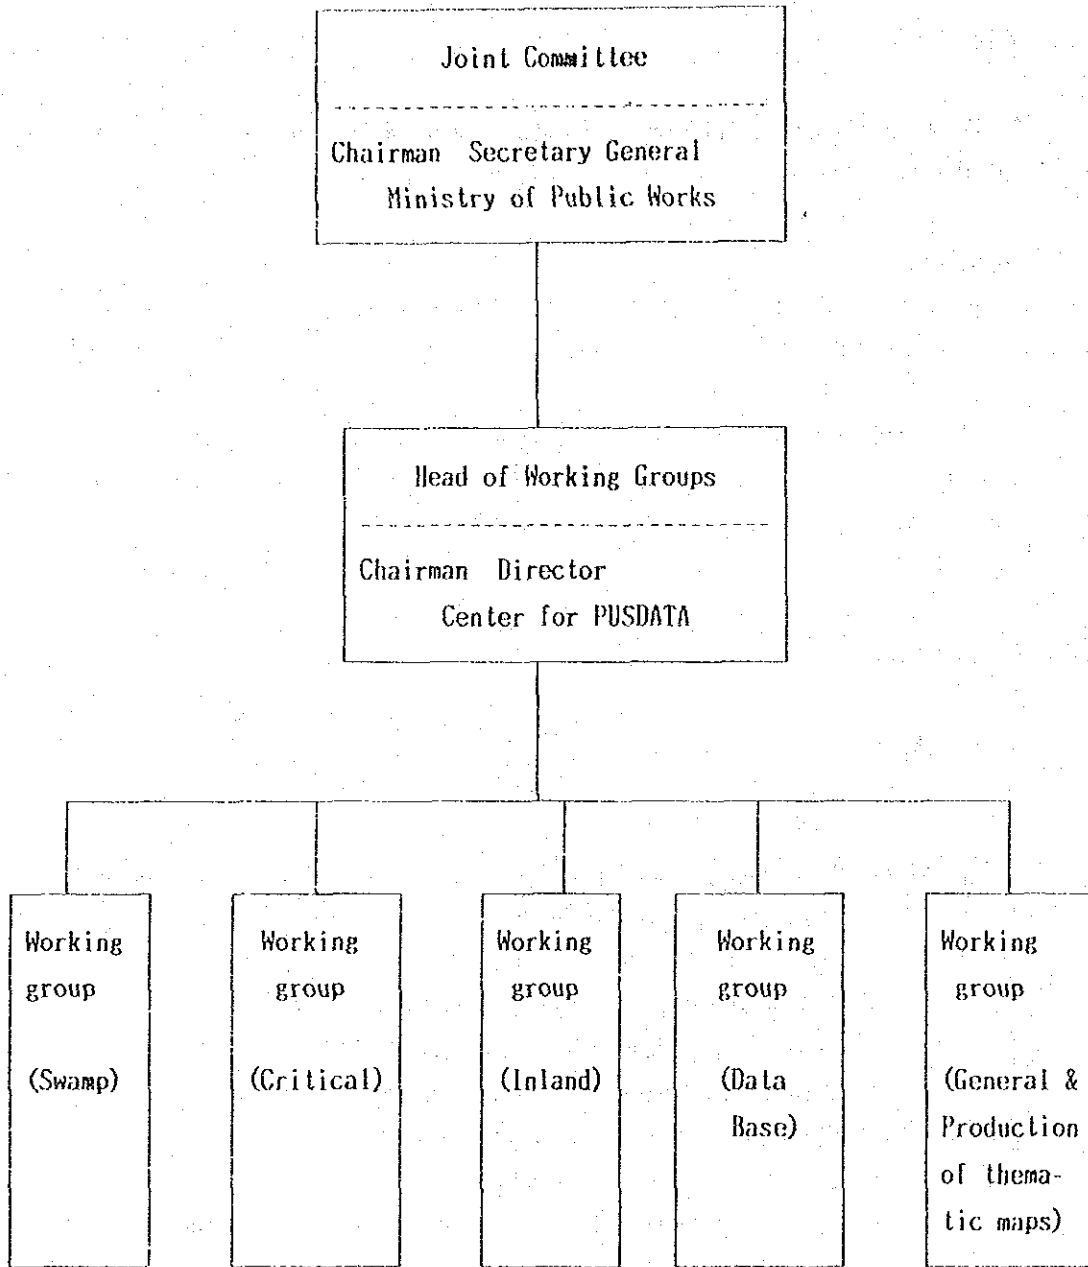 Joint Committee
Chairman Secretary General
Ministry of Public Works
Head of Working Groups
Chairman Director
Center for PUSDATA
Working
group
(Swamp)
Working
group
(Critical)
Working
group
(Inland)
Working
group
(Data
Base)
Working
group
(General &
Production
of thema-
tic maps)